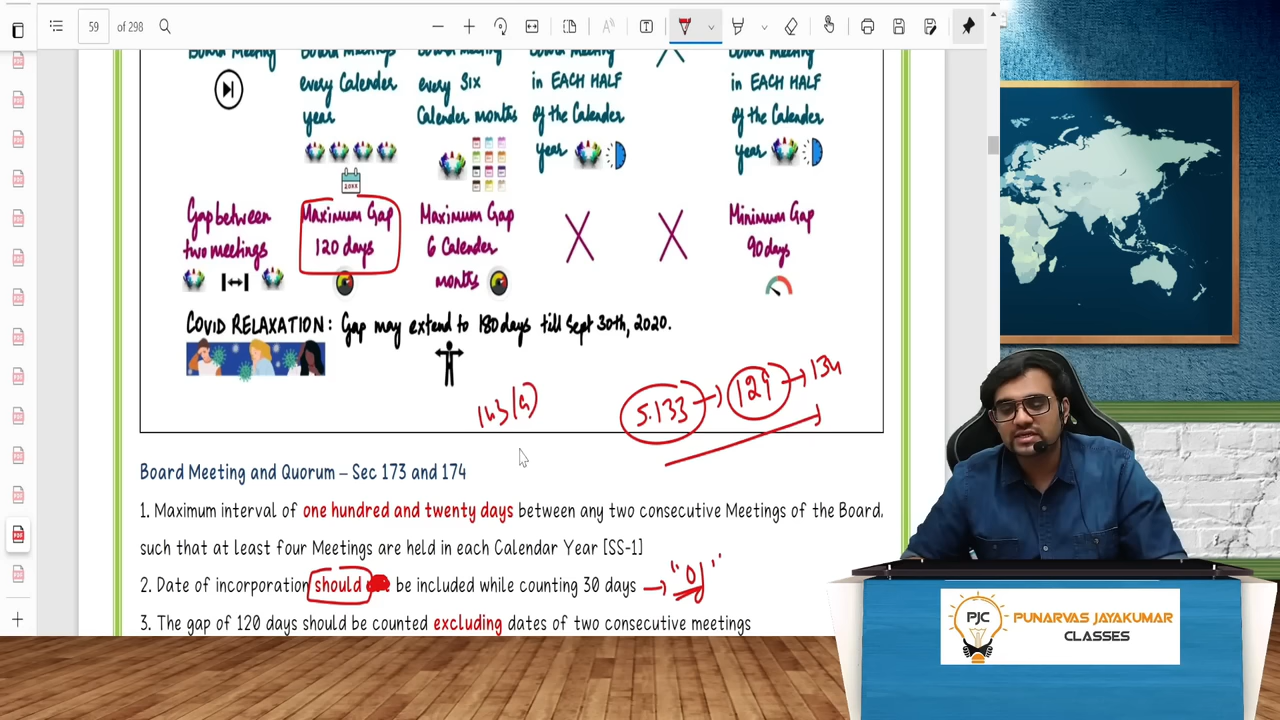 59 of 298
Board Meeting
Board Meetings
every Calender
year
Board Meeting
every SIX
Calender months
Board Meeting
in EACH HALF
of the Calender
year
Board Meeting
in EACH HALF
of the Calender
year
20XX
Gap between
two meetings
Maximum Gap
120 days
Maximum Gap
6 Calender
months
Minimum Gap
90 days
COVID RELAXATION: Gap may extend to 180 days till Sept 30th, 2020.
S.133 → 129 → 134
Board Meeting and Quorum – Sec 173 and 174
1. Maximum interval of one hundred and twenty days between any two consecutive Meetings of the Board,
such that at least four Meetings are held in each Calendar Year [SS-1]
2. Date of incorporation should be included while counting 30 days → "of"
3. The gap of 120 days should be counted excluding dates of two consecutive meetings
PJC
PUNARVAS JAYAKUMAR
CLASSES